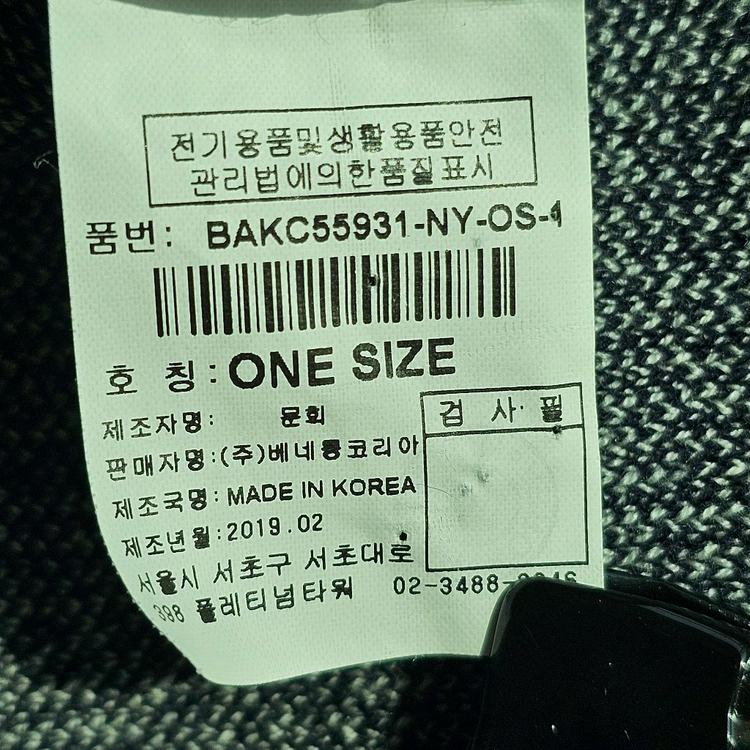 전기용품및생활용품안전
관리법에의한품질표시
품번: BAKC55931-NY-OS-1
호 칭:ONE SIZE
제조자명: 문회
판매자명:(주)베네통코리아
제조국명:MADE IN KOREA
제조년월:2019.02
서울시 서초구 서초대로
398 플레티넘타워 02-3488-
검 사 필